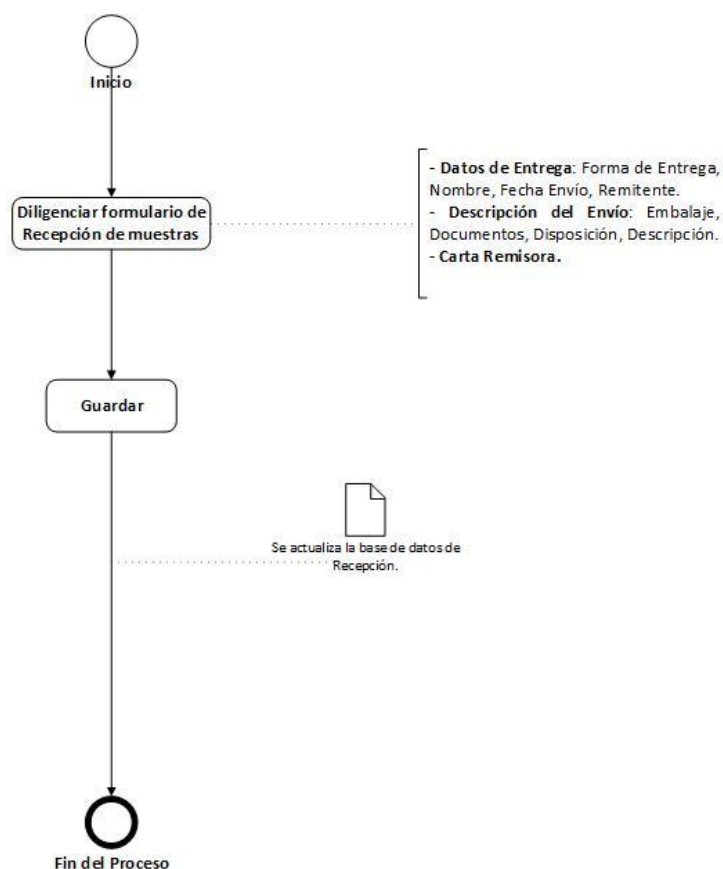 Inicio
Diligenciar formulario de
Recepción de muestras
- Datos de Entrega: Forma de Entrega,
Nombre, Fecha Envío, Remitente.
- Descripción del Envío: Embalaje,
Documentos, Disposición, Descripción.
- Carta Remisora.
Guardar
Se actualiza la base de datos de
Recepción.
Fin del Proceso